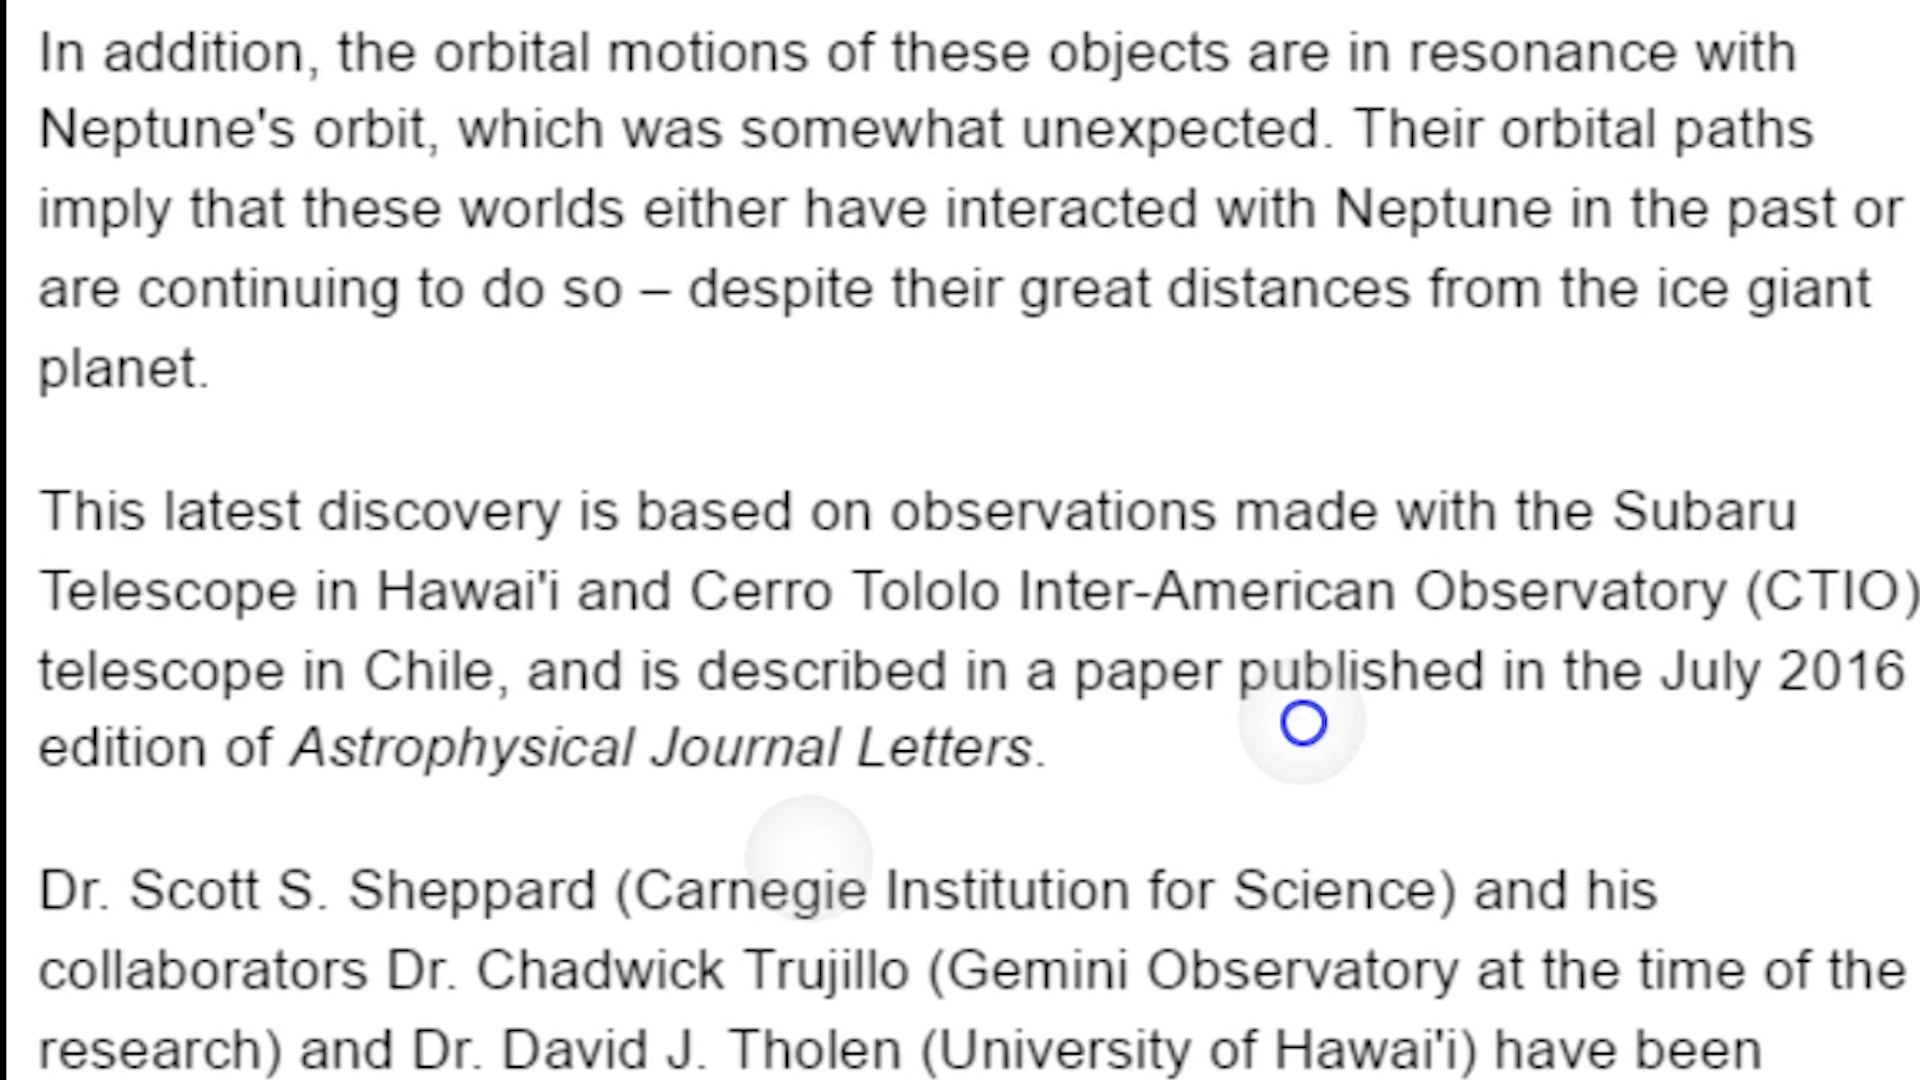 In addition, the orbital motions of these objects are in resonance with
Neptune's orbit, which was somewhat unexpected. Their orbital paths
imply that these worlds either have interacted with Neptune in the past or
are continuing to do so – despite their great distances from the ice giant
planet.
This latest discovery is based on observations made with the Subaru
Telescope in Hawai'i and Cerro Tololo Inter-American Observatory (CTIO)
telescope in Chile, and is described in a paper published in the July 2016
edition of Astrophysical Journal Letters.
Dr. Scott S. Sheppard (Carnegie Institution for Science) and his
collaborators Dr. Chadwick Trujillo (Gemini Observatory at the time of the
research) and Dr. David J. Tholen (University of Hawai'i) have been